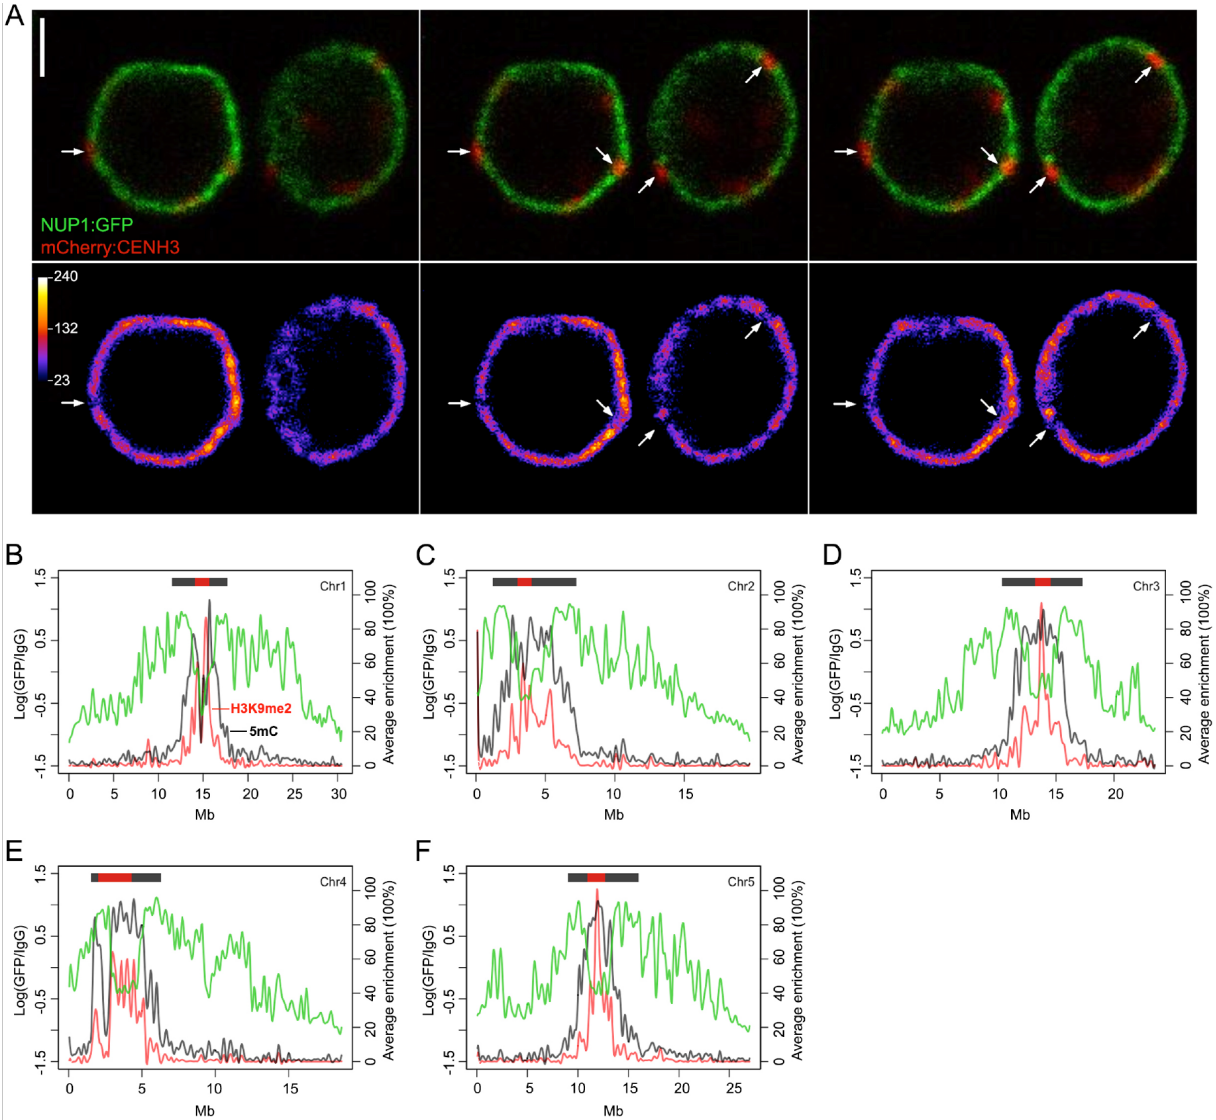 A
NUP1:GFP
mCherry:CENH3
240
132
23
B
Chr1
1.5
0.5
-0.5
-1.5
Log(GFP/IgG)
100
80
60
40
20
0
Average enrichment (100%)
H3K9me2
5mC
0 5 10 15 20 25 30
Mb
C
Chr2
1.5
0.5
-0.5
-1.5
Log(GFP/IgG)
100
80
60
40
20
0
Average enrichment (100%)
0 5 10 15
Mb
D
Chr3
1.5
0.5
-0.5
-1.5
Log(GFP/IgG)
100
80
60
40
20
0
Average enrichment (100%)
0 5 10 15 20
Mb
E
Chr4
1.5
0.5
-0.5
-1.5
Log(GFP/IgG)
100
80
60
40
20
0
Average enrichment (100%)
0 5 10 15
Mb
F
Chr5
1.5
0.5
-0.5
-1.5
Log(GFP/IgG)
100
80
60
40
20
0
Average enrichment (100%)
0 5 10 15 20 25
Mb